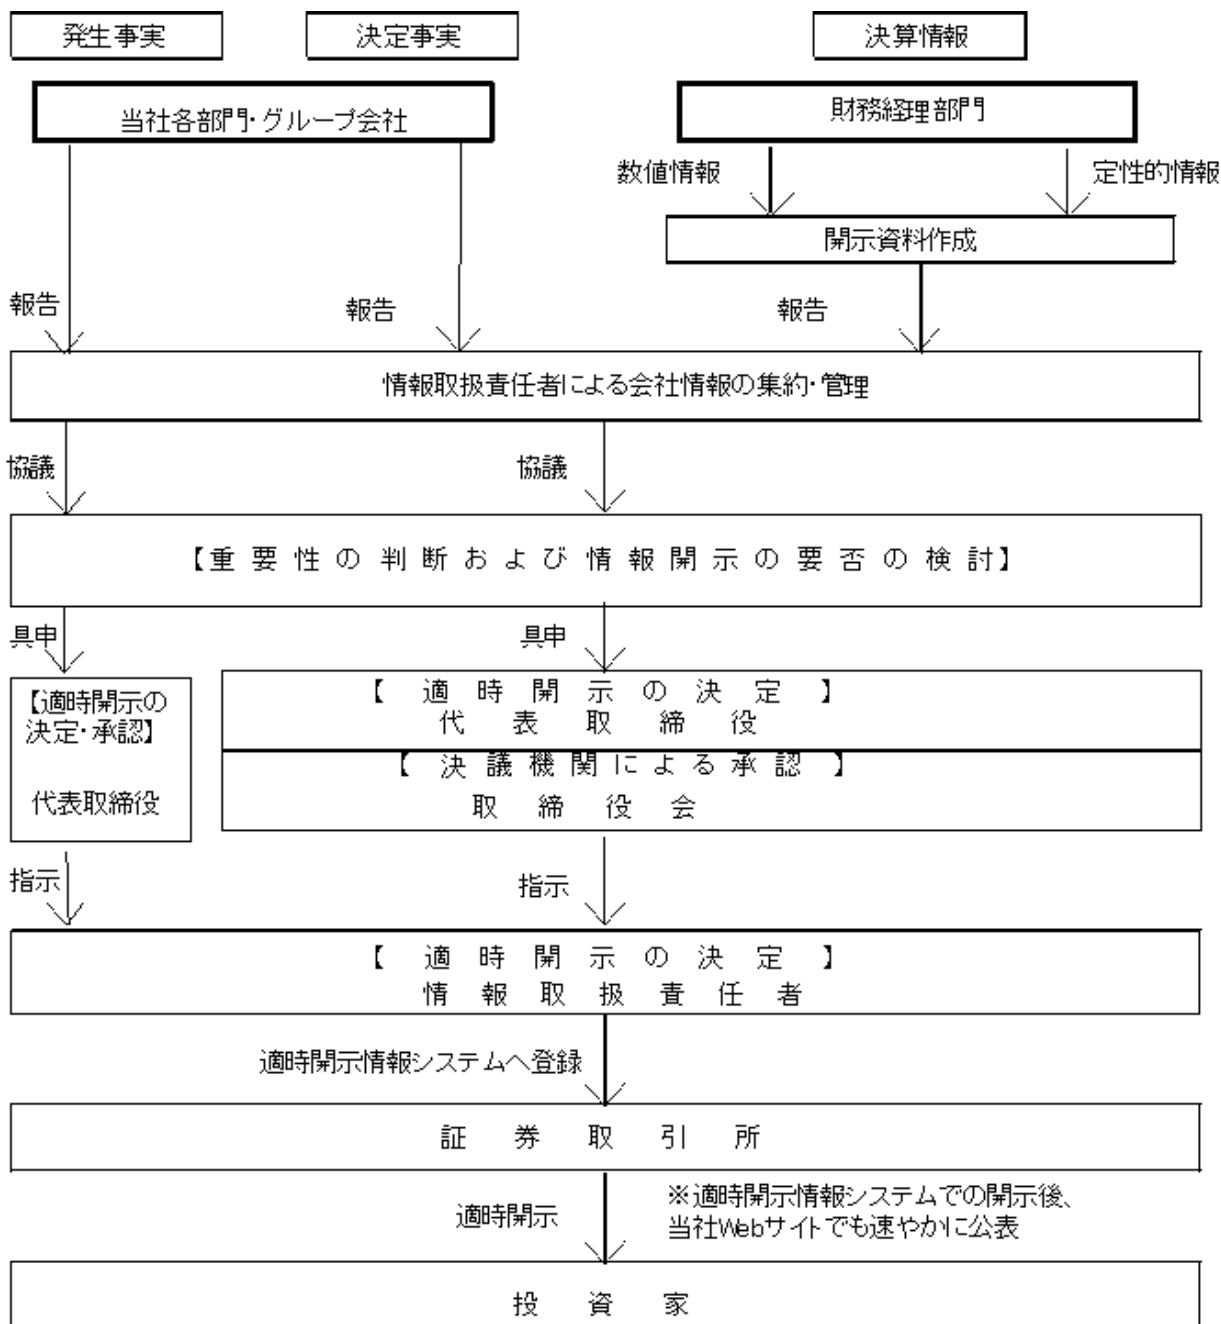 発生事実
決定事実
決算情報
当社各部門・グループ会社
財務経理部門
数値情報
定性的情報
開示資料作成
報告
報告
報告
情報取扱責任者による会社情報の集約・管理
協議
協議
【重要性の判断および情報開示の要否の検討】
具申
具申
【適時開示の
決定・承認】
代表取締役
【適時開示の決定】
代表取締役
【決議機関による承認】
取締役会
指示
指示
【適時開示の決定】
情報取扱責任者
適時開示情報システムへ登録
証券取引所
適時開示
※適時開示情報システムでの開示後、
当社Webサイトでも速やかに公表
投資家